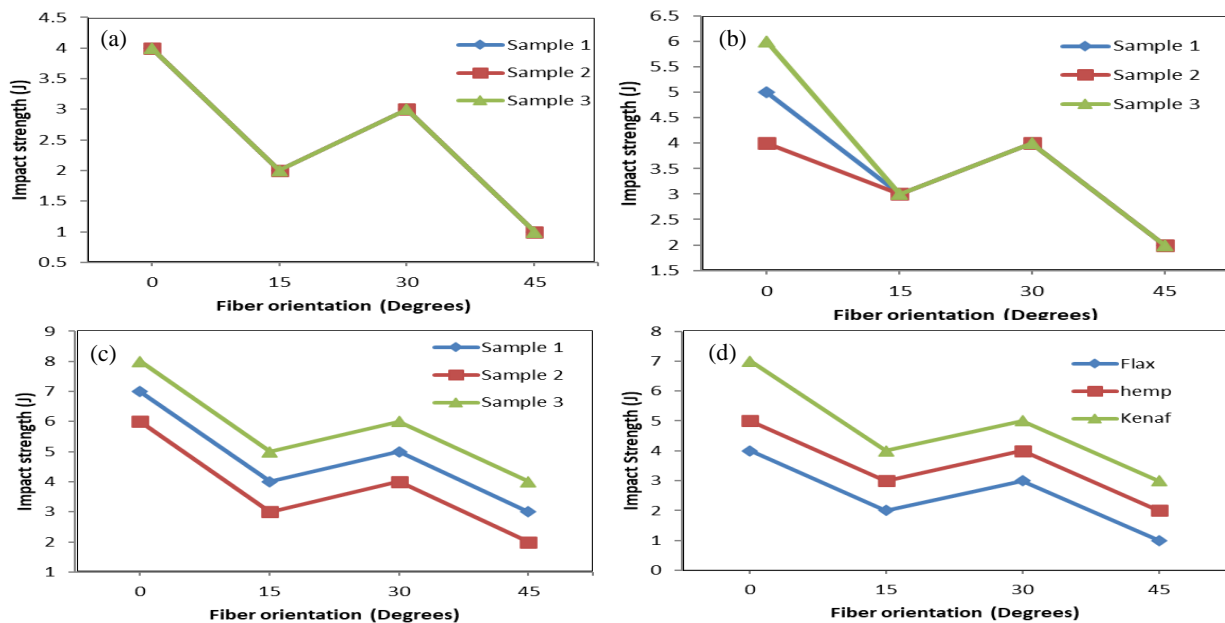 (a)
Impact strength (J)
4.5
4
3.5
3
2.5
2
1.5
1
0.5
Sample 1
Sample 2
Sample 3
0 15 30 45
Fiber orientation (Degrees)
(b)
Impact strength (J)
6.5
6
5.5
5
4.5
4
3.5
3
2.5
2
1.5
Sample 1
Sample 2
Sample 3
0 15 30 45
Fiber orientation (Degrees)
(c)
Impact strength (J)
9
8
7
6
5
4
3
2
1
Sample 1
Sample 2
Sample 3
0 15 30 45
Fiber orientation (Degrees)
(d)
Impact Strength (J)
8
7
6
5
4
3
2
1
0
Flax
hemp
Kenaf
0 15 30 45
Fiber orientation (Degrees)